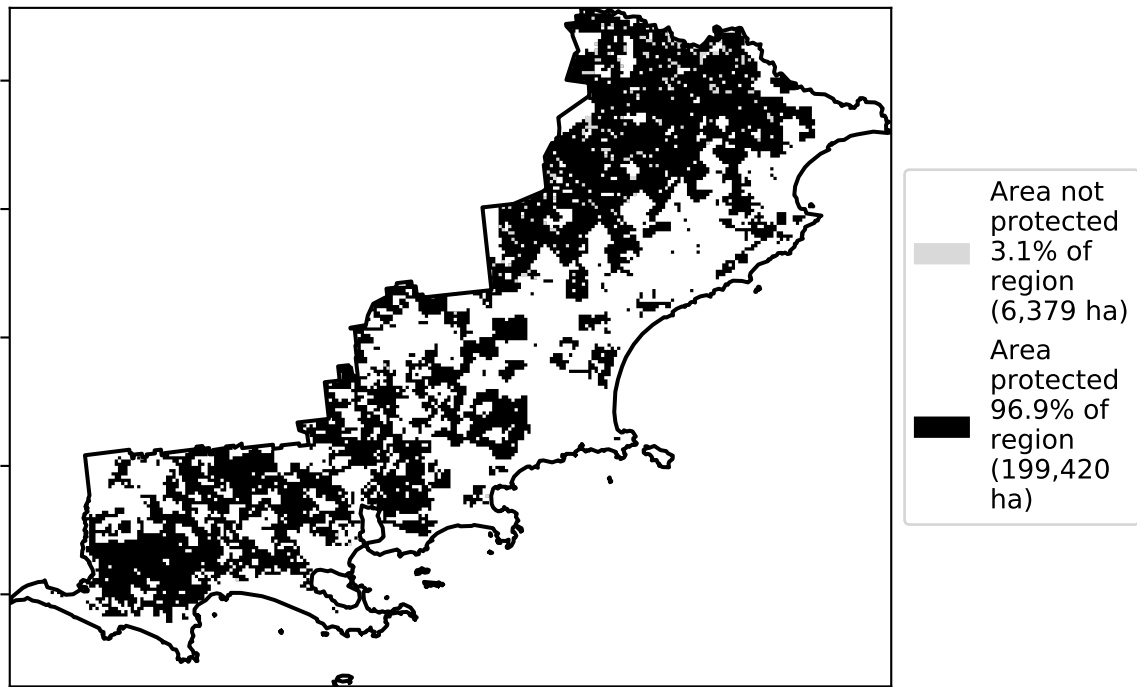 Area not
protected
3.1% of
region
(6,379 ha)
Area
protected
96.9% of
region
(199,420
ha)